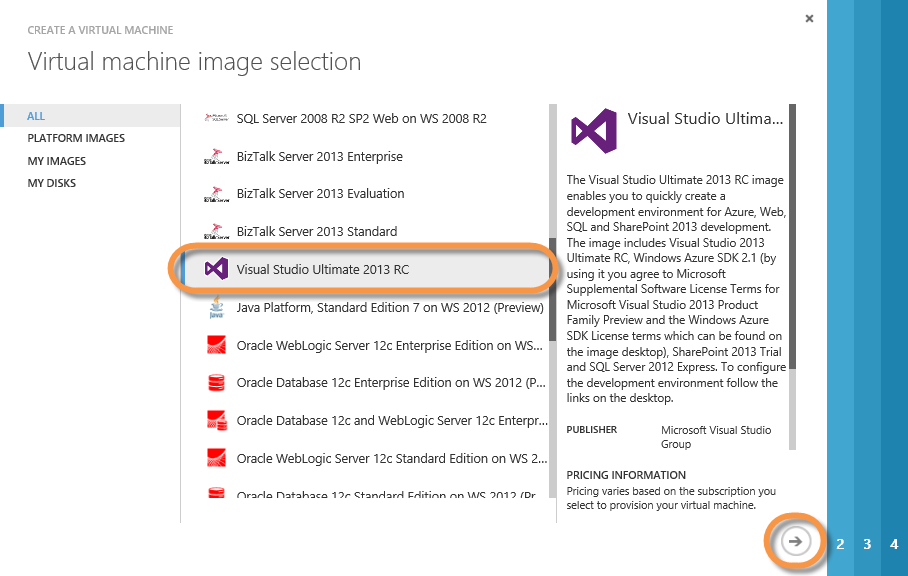 CREATE A VIRTUAL MACHINE
Virtual machine image selection
ALL
PLATFORM IMAGES
MY IMAGES
MY DISKS
SQL Server 2008 R2 SP2 Web on WS 2008 R2
BizTalk Server 2013 Enterprise
BizTalk Server 2013 Evaluation
BizTalk Server 2013 Standard
Visual Studio Ultimate 2013 RC
Java Platform, Standard Edition 7 on WS 2012 (Preview)
Oracle WebLogic Server 12c Enterprise Edition on WS...
Oracle Database 12c Enterprise Edition on WS 2012 (P...
Oracle Database 12c and WebLogic Server 12c Enterpr...
Oracle WebLogic Server 12c Standard Edition on WS 2...
Oracle Database 12c Standard Edition on WS 2012 (Pr...
Visual Studio Ultima...
The Visual Studio Ultimate 2013 RC image
enables you to quickly create a
development environment for Azure, Web,
SQL and SharePoint 2013 development.
The image includes Visual Studio 2013
Ultimate RC, Windows Azure SDK 2.1 (by
using it you agree to Microsoft
Supplemental Software License Terms for
Microsoft Visual Studio 2013 Product
Family Preview and the Windows Azure
SDK License terms which can be found on
the image desktop), SharePoint 2013 Trial
and SQL Server 2012 Express. To configure
the development environment follow the
links on the desktop.
PUBLISHER Microsoft Visual Studio
Group
PRICING INFORMATION
Pricing varies based on the subscription you
select to provision your virtual machine.
2 3 4